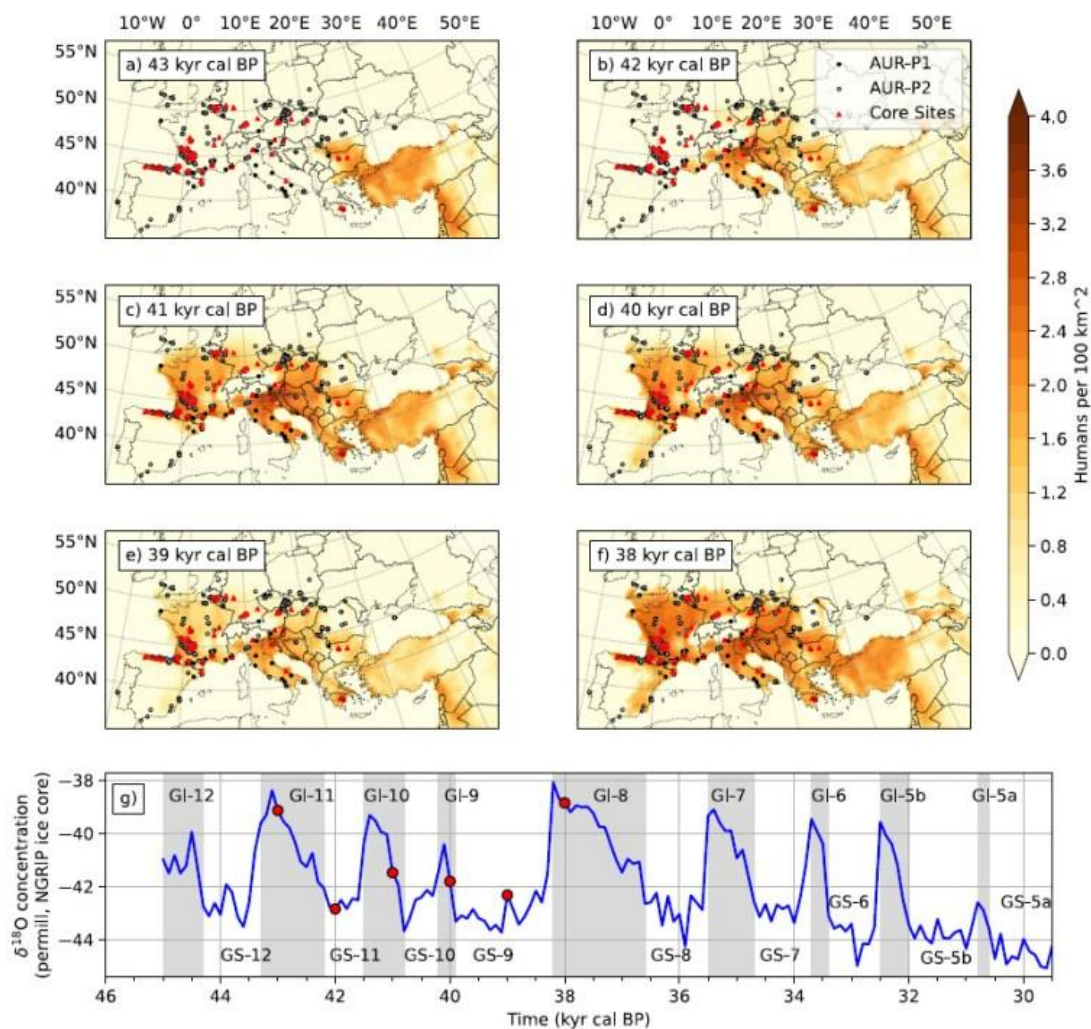 10°W 0° 10°E 20°E 30°E 40°E 50°E
10°W 0° 10°E 20°E 30°E 40°E 50°E
55°N
50°N
45°N
40°N
a) 43 kyr cal BP
b) 42 kyr cal BP
AUR-P1
AUR-P2
Core Sites
55°N
50°N
45°N
40°N
c) 41 kyr cal BP
d) 40 kyr cal BP
55°N
50°N
45°N
40°N
e) 39 kyr cal BP
f) 38 kyr cal BP
4.0
3.6
3.2
2.8
2.4
2.0
1.6
1.2
0.8
0.4
0.0
Humans per 100 km^2
g)
GI-12 GI-11 GI-10 GI-9 GI-8 GI-7 GI-6 GI-5b GI-5a
GS-12 GS-11 GS-10 GS-9 GS-8 GS-7 GS-6 GS-5b GS-5a
−38
−40
−42
−44
δ¹⁸O concentration
(permill, NGRIP ice core)
46 44 42 40 38 36 34 32 30
Time (kyr cal BP)